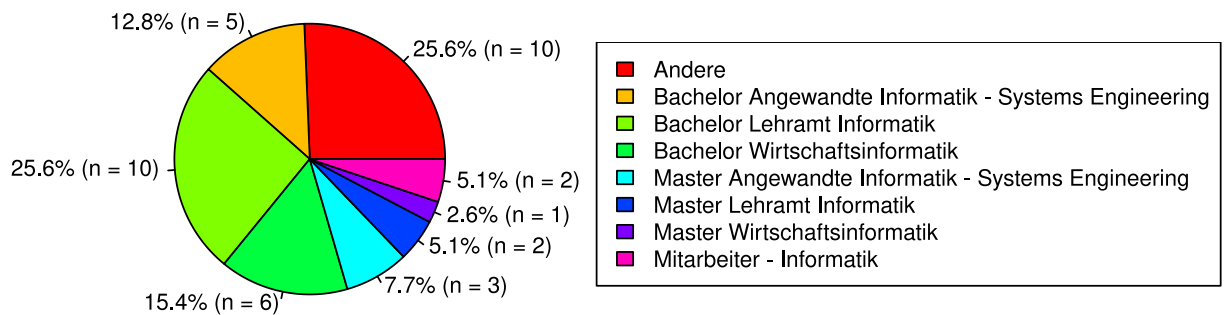 12.8% (n = 5)
25.6% (n = 10)
25.6% (n = 10)
5.1% (n = 2)
2.6% (n = 1)
5.1% (n = 2)
7.7% (n = 3)
15.4% (n = 6)
Andere
Bachelor Angewandte Informatik - Systems Engineering
Bachelor Lehramt Informatik
Bachelor Wirtschaftsinformatik
Master Angewandte Informatik - Systems Engineering
Master Lehramt Informatik
Master Wirtschaftsinformatik
Mitarbeiter - Informatik